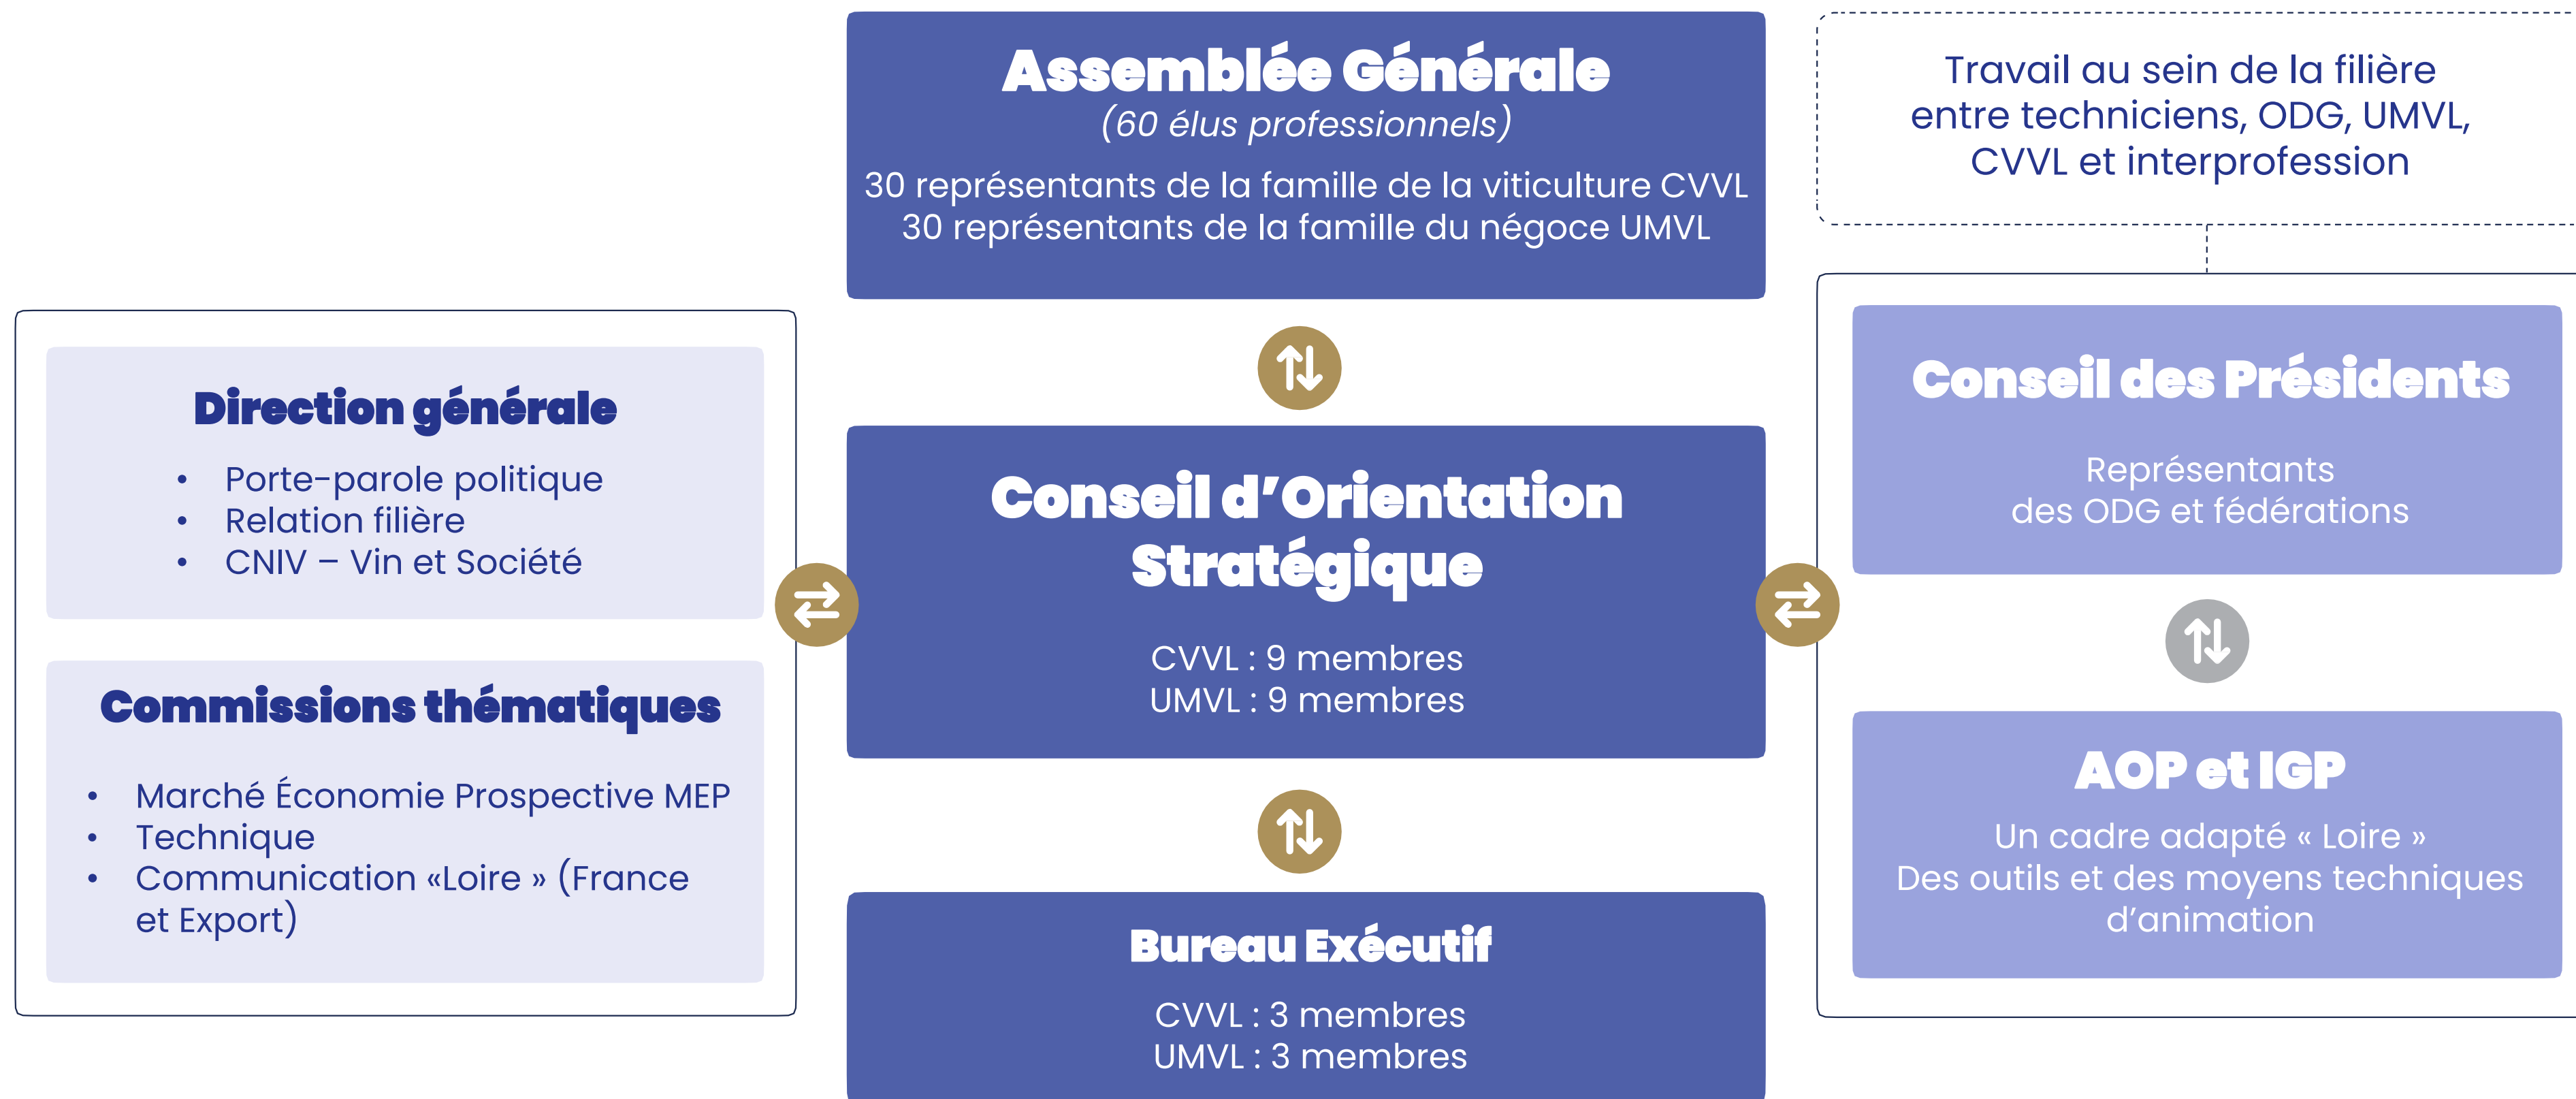 Assemblée Générale
(60 élus professionnels)
30 représentants de la famille de la viticulture CVVL
30 représentants de la famille du négoce UMVL
Travail au sein de la filière
entre techniciens, ODG, UMVL,
CVVL et interprofession
Direction générale
• Porte-parole politique
• Relation filière
• CNIV – Vin et Société
Commissions thématiques
• Marché Économie Prospective MEP
• Technique
• Communication «Loire » (France
et Export)
Conseil d’Orientation
Stratégique
CVVL : 9 membres
UMVL : 9 membres
Bureau Exécutif
CVVL : 3 membres
UMVL : 3 membres
Conseil des Présidents
Représentants
des ODG et fédérations
AOP et IGP
Un cadre adapté « Loire »
Des outils et des moyens techniques
d’animation